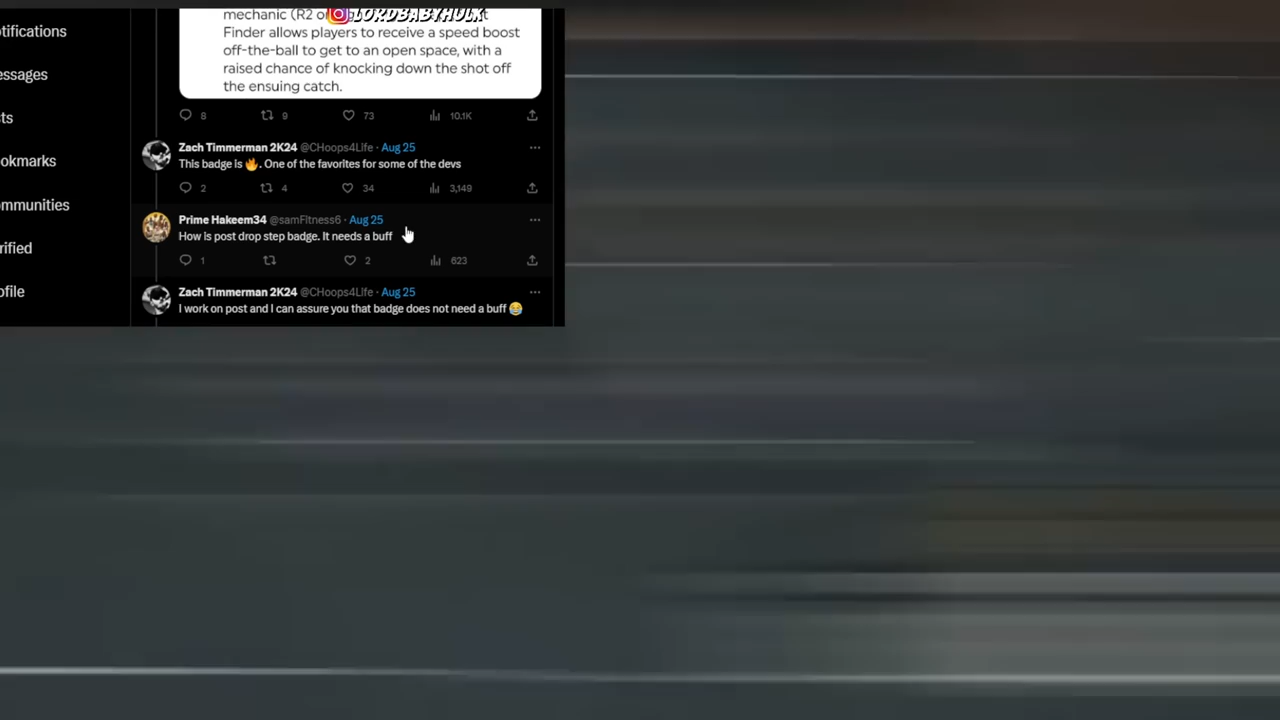 mechanic (R2 o
LORDBABYHULK
Finder allows players to receive a speed boost
off-the-ball to get to an open space, with a
raised chance of knocking down the shot off
the ensuing catch.
8 9 73 10.1K
Zach Timmerman 2K24 @CHoops4LIfe · Aug 25
This badge is 🔥. One of the favorites for some of the devs
2 4 34 3,149
Prime Hakeem34 @samFItness6 · Aug 25
How is post drop step badge. It needs a buff
1 2 623
Zach Timmerman 2K24 @CHoops4LIfe · Aug 25
I work on post and I can assure you that badge does not need a buff 😂
otifications
essages
sts
okmarks
ommunities
rified
ofile